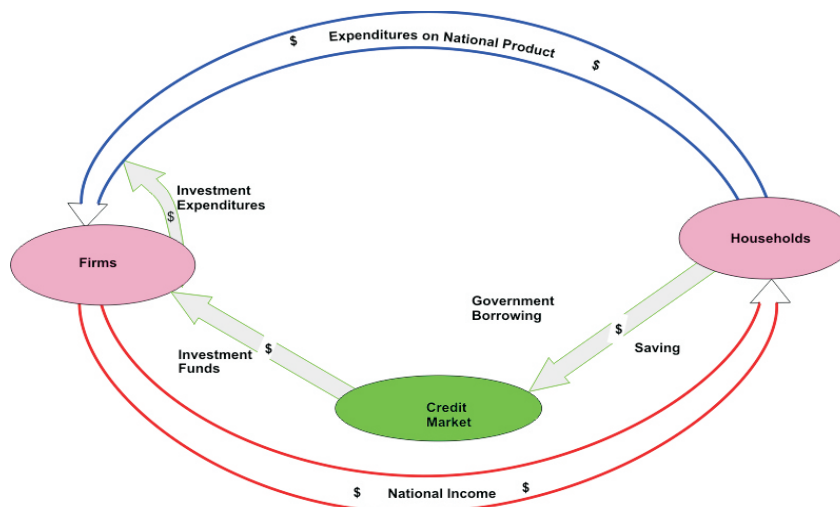 $ Expenditures on National Product $
Investment
Expenditures
$
Firms
Households
Government
Borrowing
$
Saving
Investment
Funds
$
Credit
Market
$ National Income $